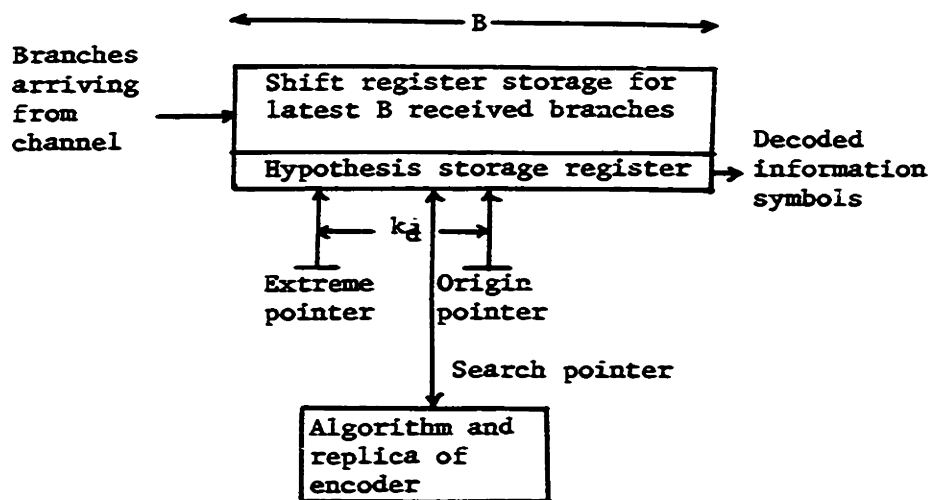 B
Branches
arriving
from
channel
Shift register storage for
latest B received branches
Hypothesis storage register
Decoded
information
symbols
Extreme
pointer
Origin
pointer
Search pointer
Algorithm and
replica of
encoder